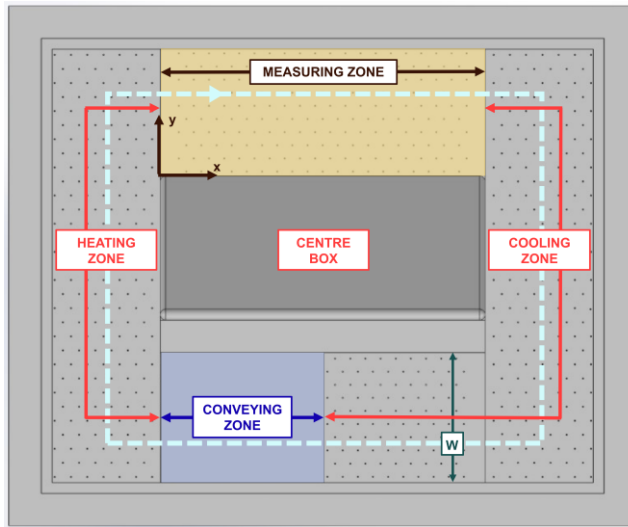 MEASURING ZONE
y
x
HEATING
ZONE
CENTRE
BOX
COOLING
ZONE
CONVEYING
ZONE
W